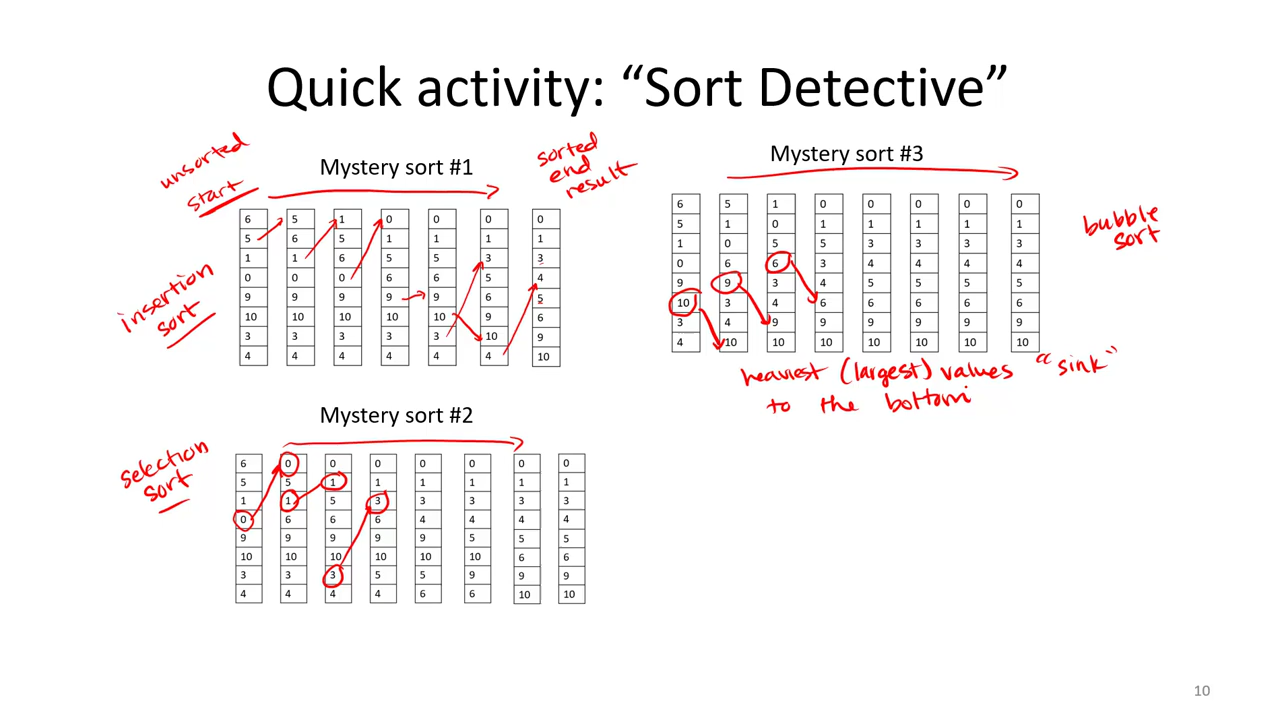 Quick activity: “Sort Detective”
unsorted
start
Mystery sort #1
sorted
end
result
insertion
sort
6 5 1 0 0 0 0
5 6 5 1 1 1 1
1 1 6 5 5 3 3
0 0 0 6 6 5 4
9 9 9 9 9 6 5
10 10 10 10 10 9 6
3 3 3 3 3 10 9
4 4 4 4 4 4 10
Mystery sort #2
selection
sort
6 0 0 0 0 0 0 0
5 5 1 1 1 1 1 1
1 1 5 3 3 3 3 3
0 6 6 6 4 4 4 4
9 9 9 9 9 5 5 5
10 10 10 10 10 10 6 6
3 3 3 5 5 9 9 9
4 4 4 4 6 6 10 10
Mystery sort #3
bubble
sort
6 5 1 0 0 0 0 0
5 1 0 1 1 1 1 1
1 0 5 5 3 3 3 3
0 6 6 3 4 4 4 4
9 9 3 4 5 5 5 5
10 3 4 6 6 6 6 6
3 4 9 9 9 9 9 9
4 10 10 10 10 10 10 10
heaviest (largest) values “sink”
to the bottom
10